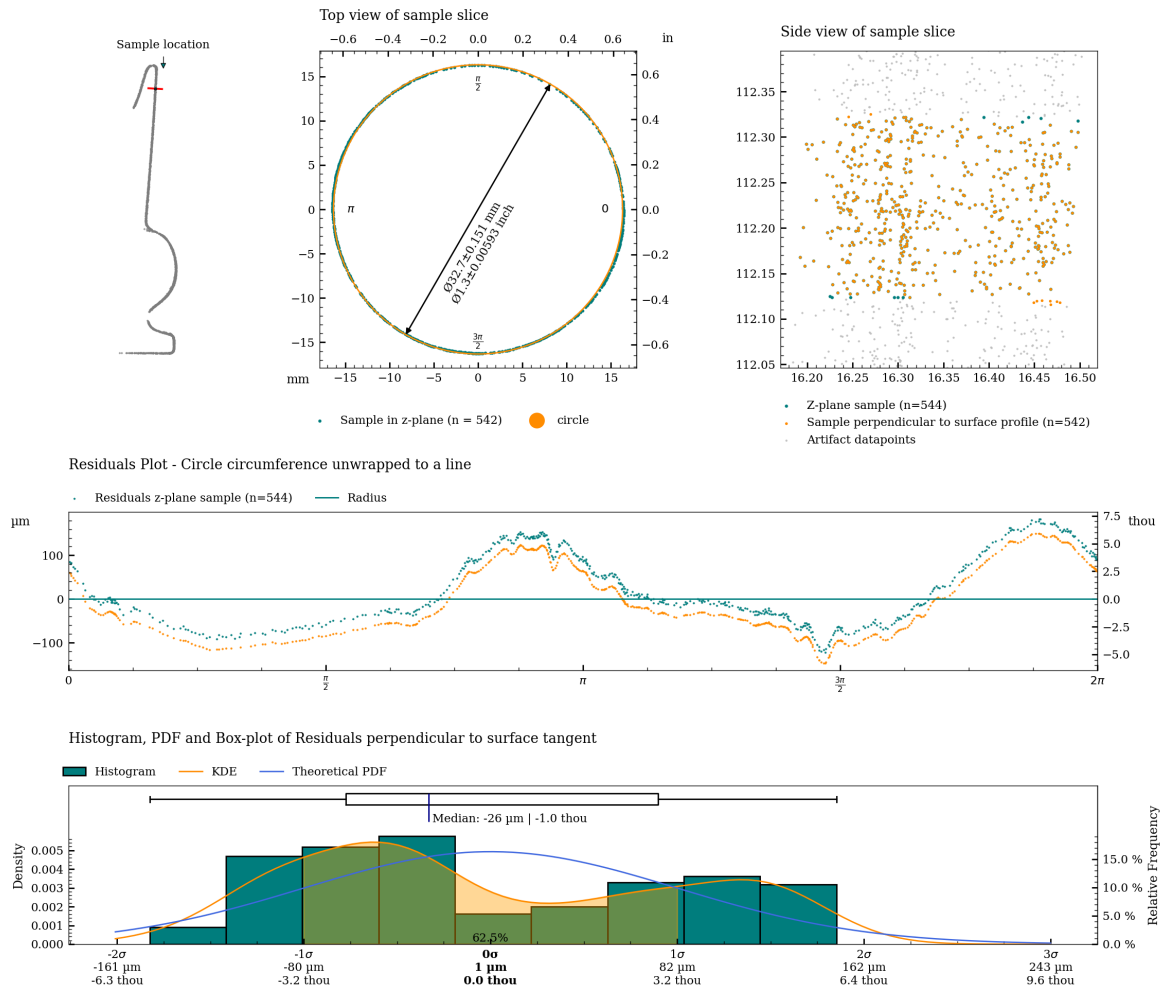 Sample location
Top view of sample slice
−0.6 −0.4 −0.2 0.0 0.2 0.4 0.6 in
15
10
5
0
−5
−10
−15
0.6
0.4
0.2
0.0
−0.2
−0.4
−0.6
π/2
π
0
3π/2
Ø32.7±0.151 mm
Ø1.3±0.00593 inch
mm −15 −10 −5 0 5 10 15
Sample in z-plane (n = 542) circle
Side view of sample slice
112.35
112.30
112.25
112.20
112.15
112.10
112.05
16.20 16.25 16.30 16.35 16.40 16.45 16.50
Z-plane sample (n=544)
Sample perpendicular to surface profile (n=542)
Artifact datapoints
Residuals Plot - Circle circumference unwrapped to a line
Residuals z-plane sample (n=544) Radius
µm
100
0
−100
7.5 thou
5.0
2.5
0.0
−2.5
−5.0
0 π/2 π 3π/2 2π
Histogram, PDF and Box-plot of Residuals perpendicular to surface tangent
Histogram KDE Theoretical PDF
Median: -26 µm | -1.0 thou
Density
0.005
0.004
0.003
0.002
0.001
0.000
Relative Frequency
15.0 %
10.0 %
5.0 %
0.0 %
62.5%
-2σ -1σ 0σ 1σ 2σ 3σ
-161 µm -80 µm 1 µm 82 µm 162 µm 243 µm
-6.3 thou -3.2 thou 0.0 thou 3.2 thou 6.4 thou 9.6 thou